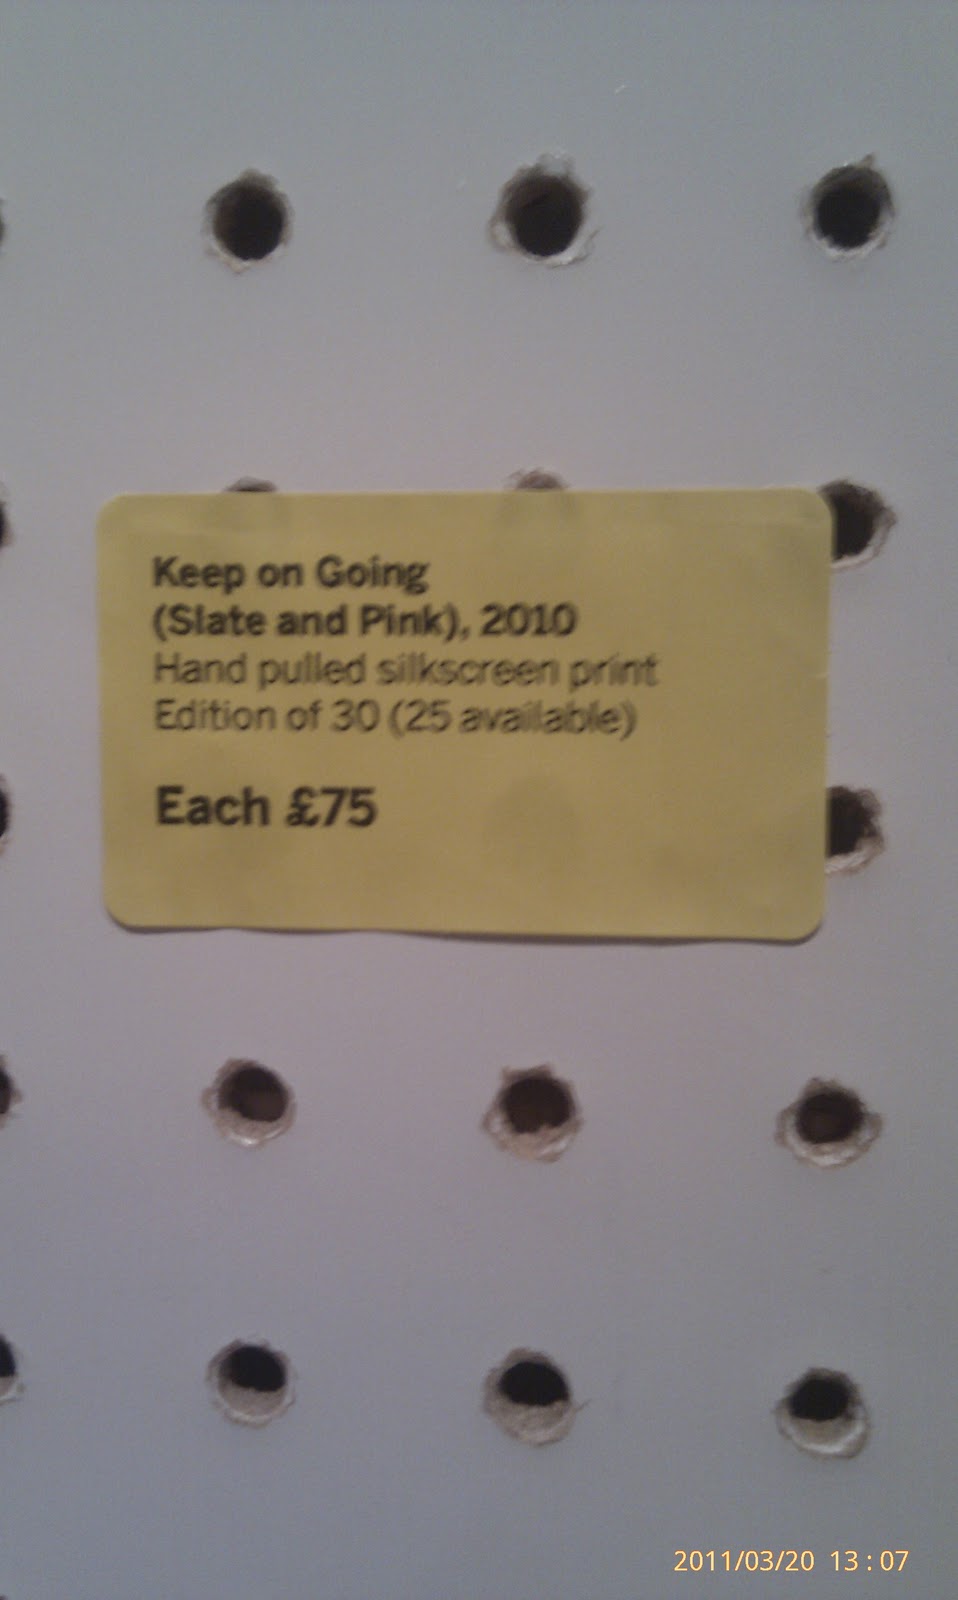 Keep on Going
(Slate and Pink), 2010
Hand pulled silkscreen print
Edition of 30 (25 available)
Each £75
2011/03/20 13:07